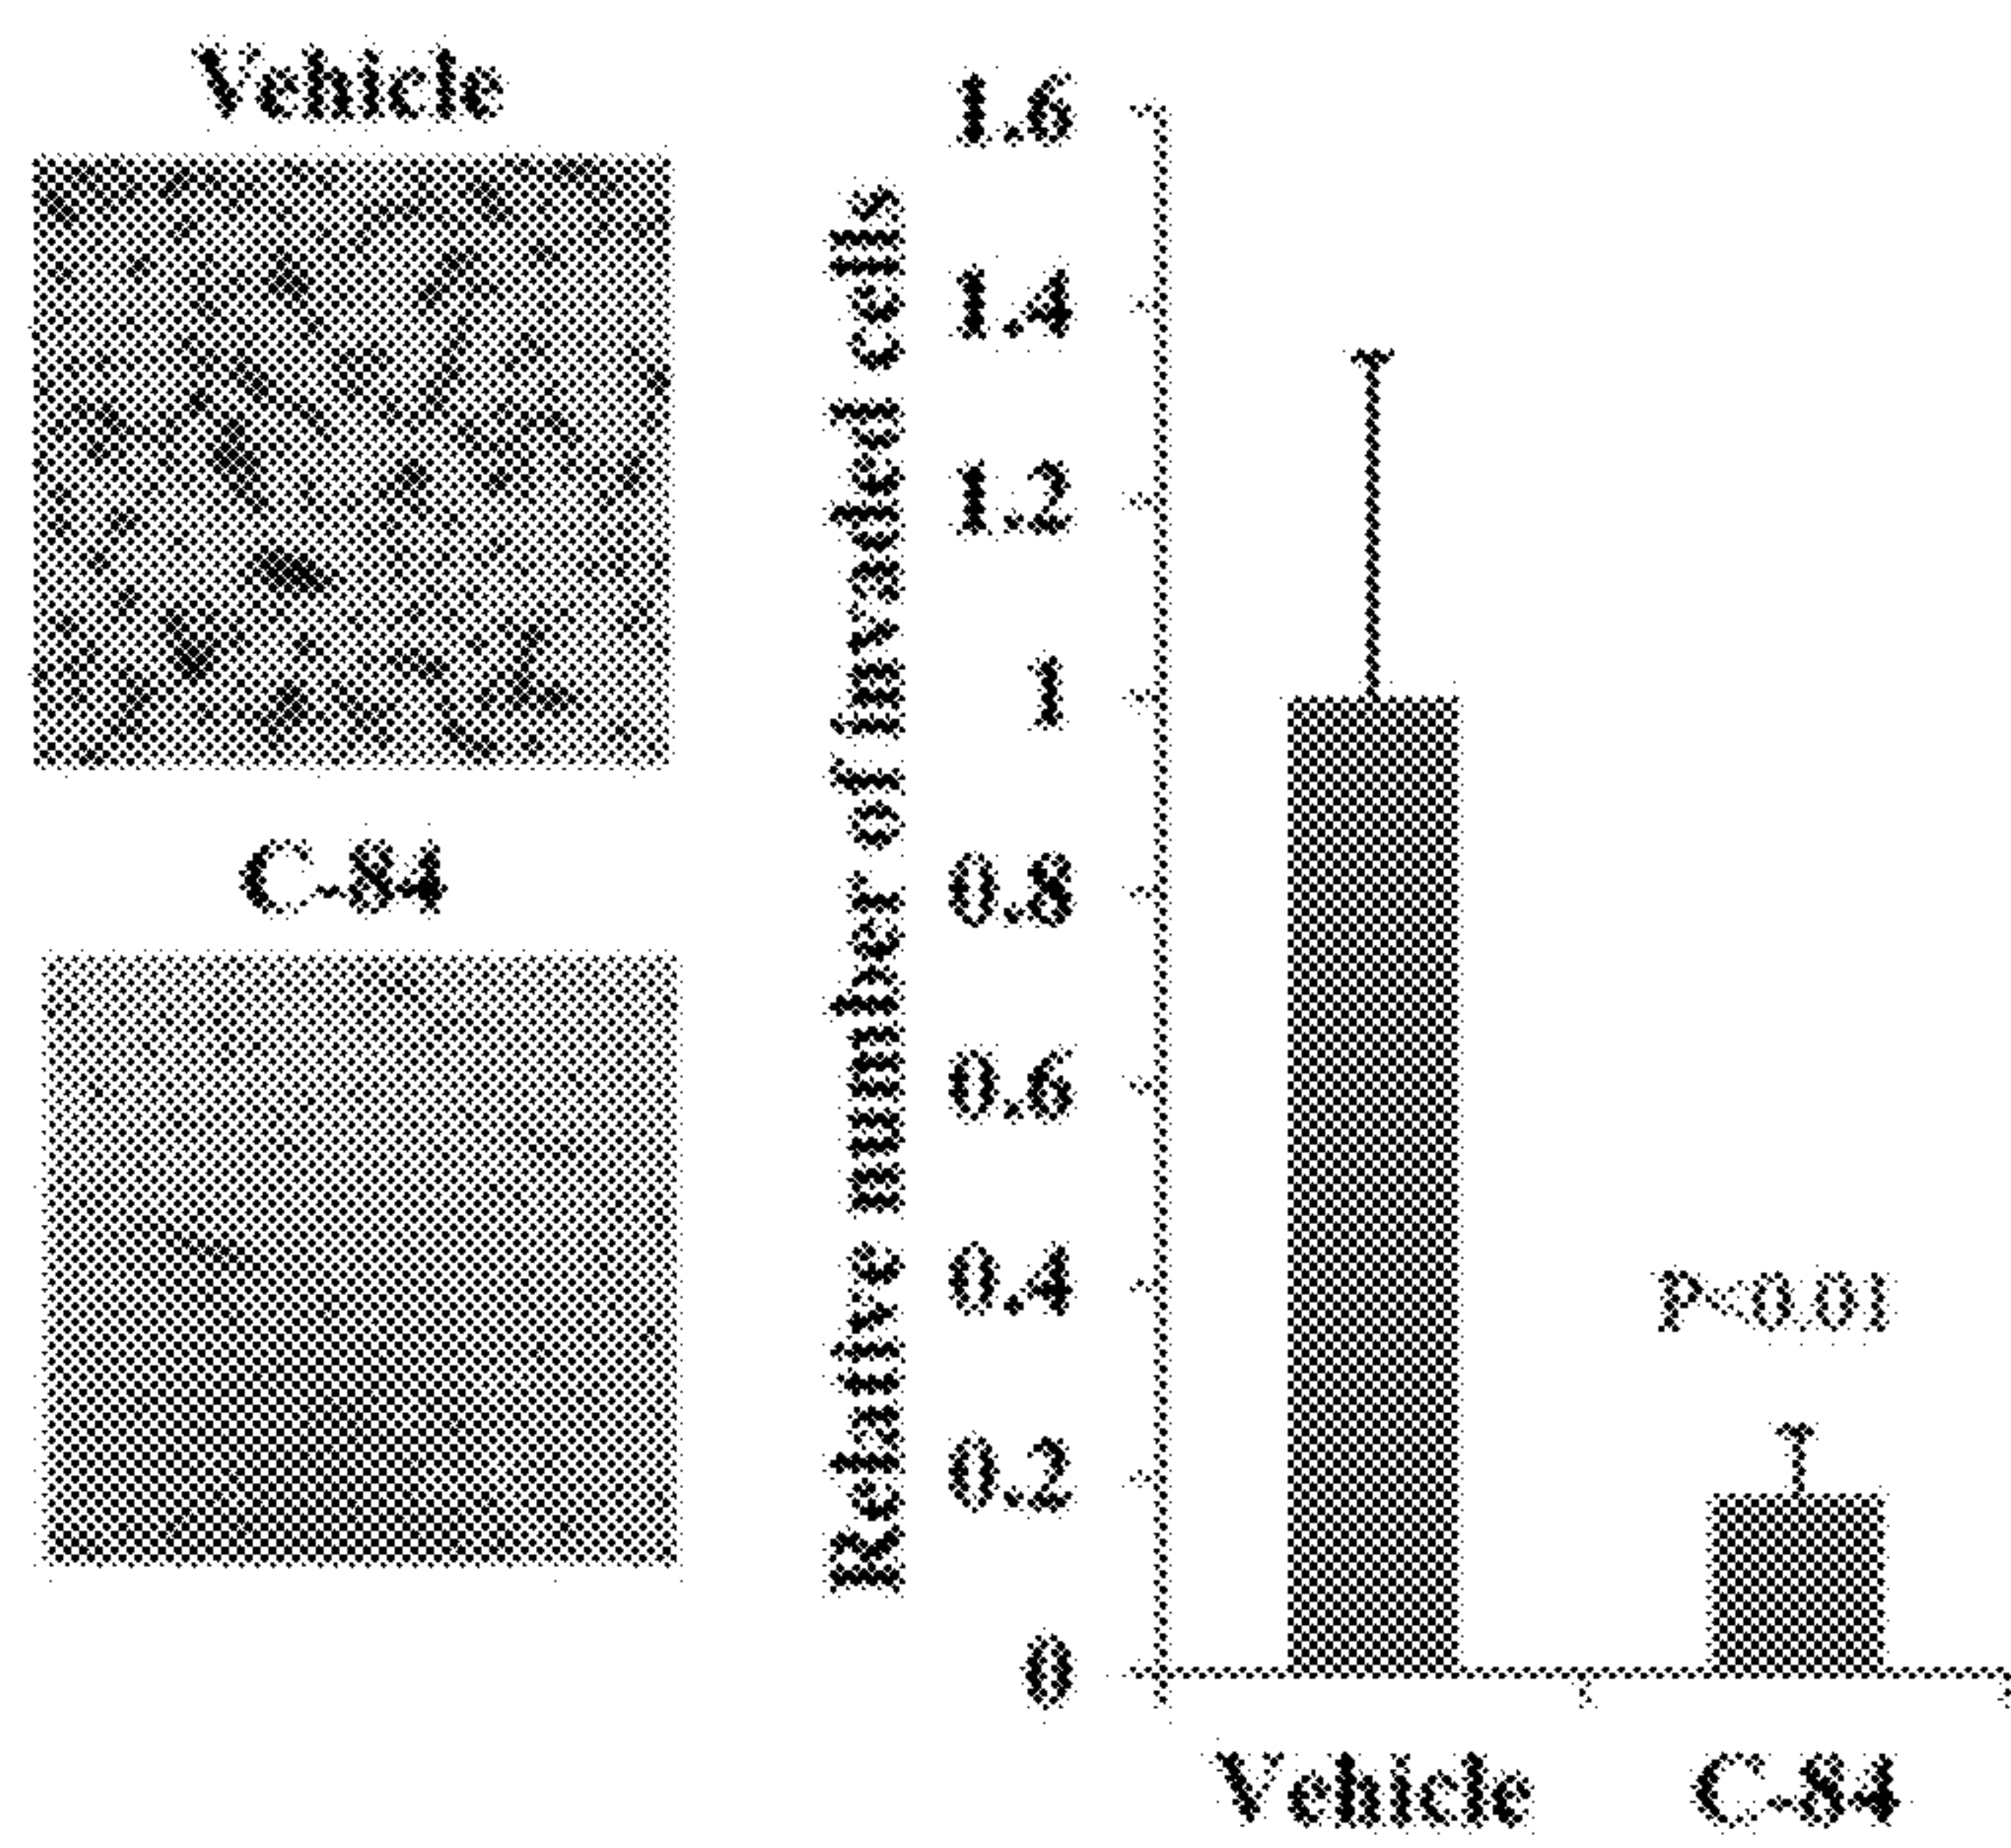 Vehicle
C-84
Relative number of invaded cells
1.6
1.4
1.2
1
0.8
0.6
0.4
0.2
0
P<0.01
Vehicle
C-84